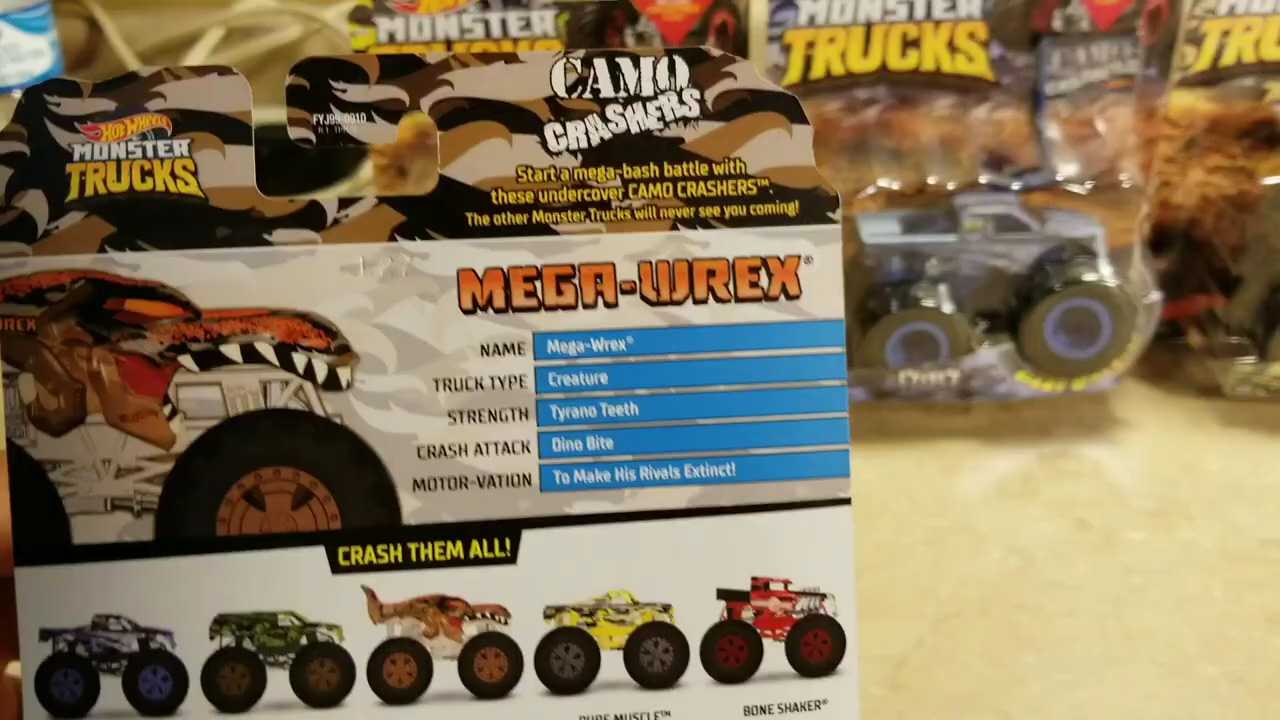 MONSTER
MONSTER
TRUCKS
HOT WHEELS
MONSTER
TRUCKS
FYJ99-0910
CAMO
CRASHERS
Start a mega-bash battle with
these undercover CAMO CRASHERS™.
The other Monster Trucks will never see you coming!
MEGA-WREX®
NAME Mega-Wrex®
TRUCK TYPE Creature
STRENGTH Tyrano Teeth
CRASH ATTACK Dino Bite
MOTOR-VATION To Make His Rivals Extinct!
CRASH THEM ALL!
PURE MUSCLE™
BONE SHAKER®